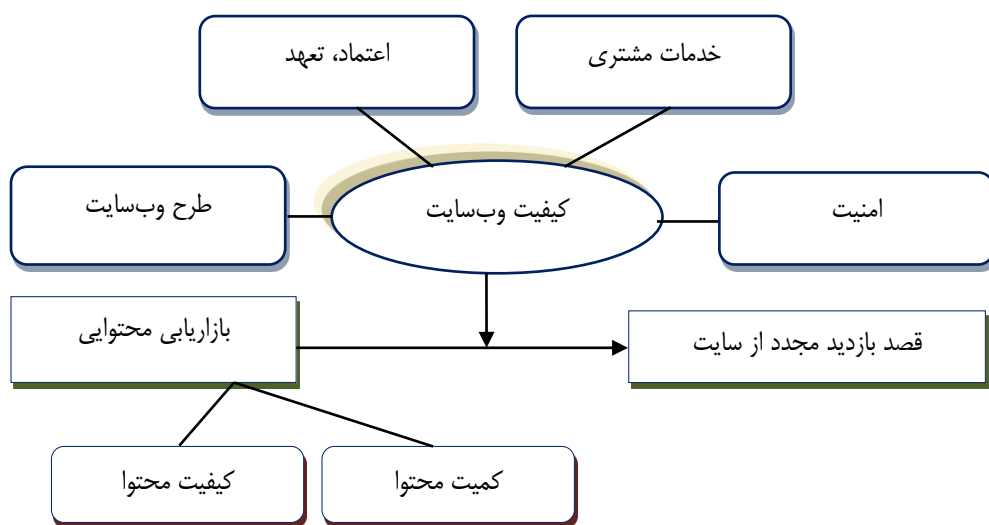 خدمات مشتری
اعتماد، تعهد
امنیت
کیفیت وب‌سایت
طرح وب‌سایت
قصد بازدید مجدد از سایت
بازاریابی محتوایی
کمیت محتوا
کیفیت محتوا